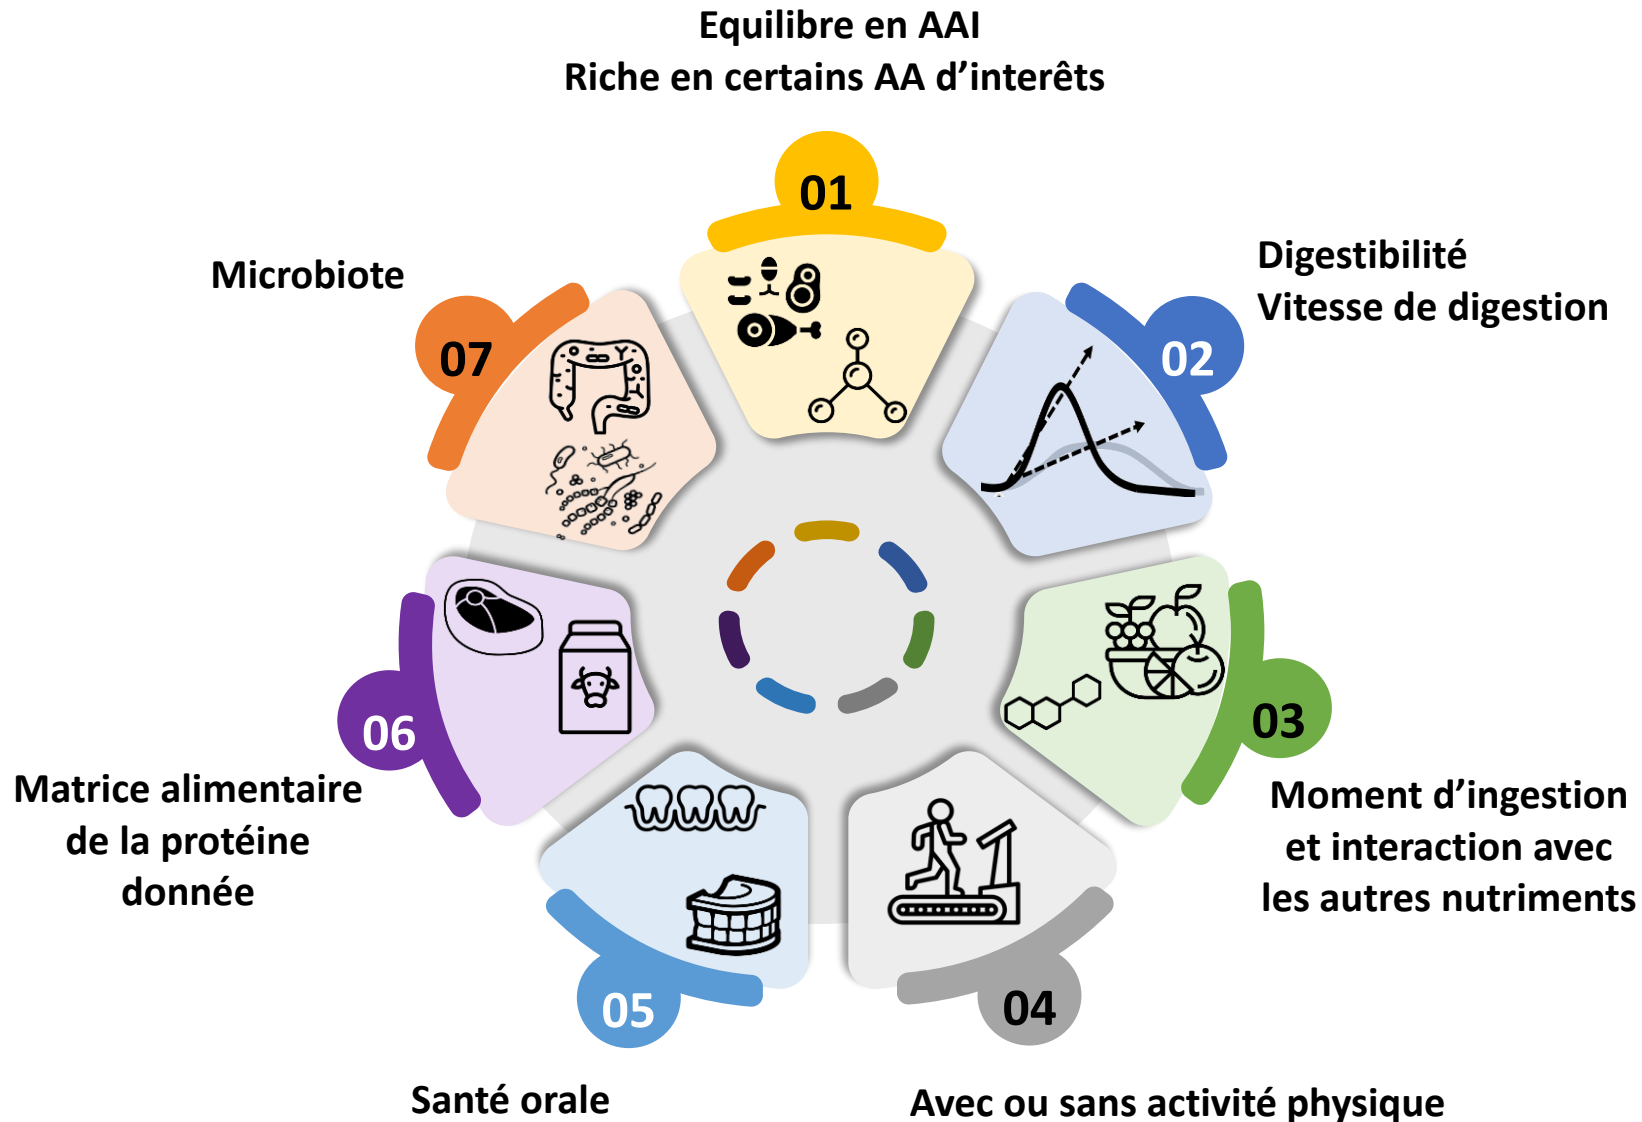 Equilibre en AAI
Riche en certains AA d’interêts
01
Digestibilité
Vitesse de digestion
02
03
Moment d’ingestion
et interaction avec
les autres nutriments
04
Avec ou sans activité physique
05
Santé orale
06
Matrice alimentaire
de la protéine
donnée
07
Microbiote